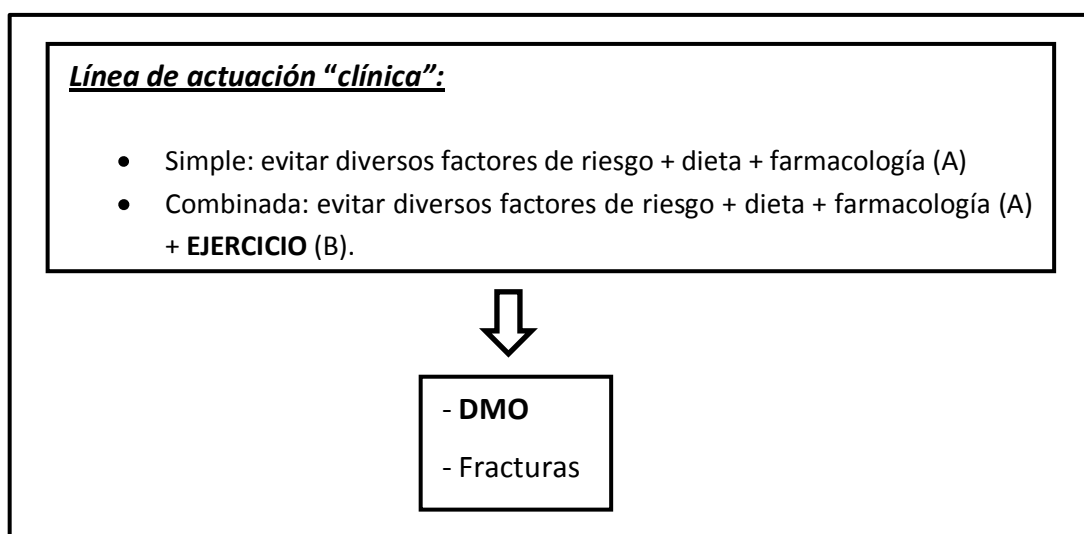 Línea de actuación “clínica”:
• Simple: evitar diversos factores de riesgo + dieta + farmacología (A)
• Combinada: evitar diversos factores de riesgo + dieta + farmacología (A)
+ EJERCICIO (B).
- DMO
- Fracturas